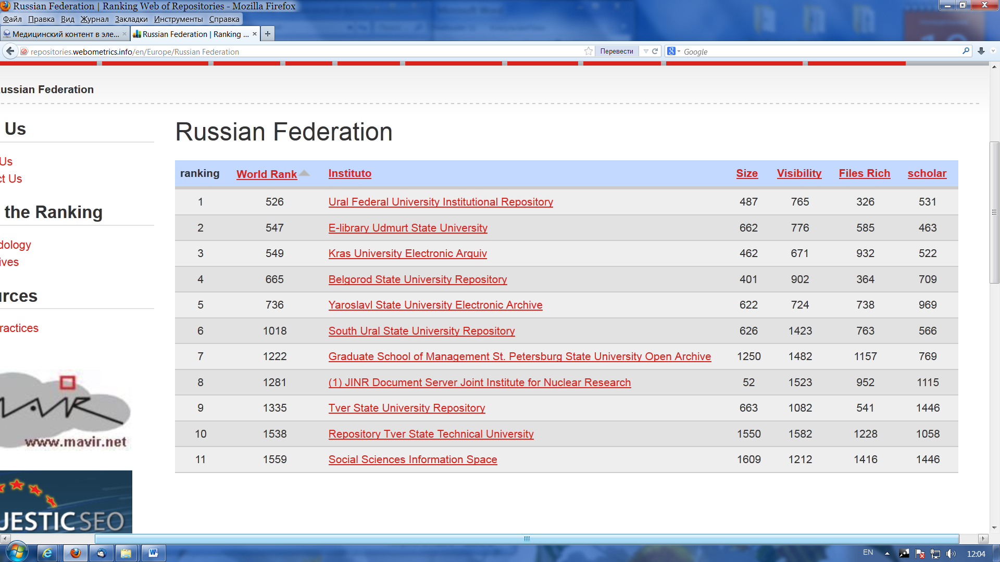 Russian Federation | Ranking Web of Repositories - Mozilla Firefox
Файл Правка Вид Журнал Закладки Инструменты Справка
Медицинский контент в эле... × Russian Federation | Ranking ... × +
repositories.webometrics.info/en/Europe/Russian Federation Перевести Google
ussian Federation
Us
Us
ct Us
the Ranking
dology
ives
urces
ractices
www.mavir.net
JESTIC SEO
Russian Federation
ranking World Rank Instituto Size Visibility Files Rich scholar
1 526 Ural Federal University Institutional Repository 487 765 326 531
2 547 E-library Udmurt State University 662 776 585 463
3 549 Kras University Electronic Arquiv 462 671 932 522
4 665 Belgorod State University Repository 401 902 364 709
5 736 Yaroslavl State University Electronic Archive 622 724 738 969
6 1018 South Ural State University Repository 626 1423 763 566
7 1222 Graduate School of Management St. Petersburg State University Open Archive 1250 1482 1157 769
8 1281 (1) JINR Document Server Joint Institute for Nuclear Research 52 1523 952 1115
9 1335 Tver State University Repository 663 1082 541 1446
10 1538 Repository Tver State Technical University 1550 1582 1228 1058
11 1559 Social Sciences Information Space 1609 1212 1416 1446
EN 12:04